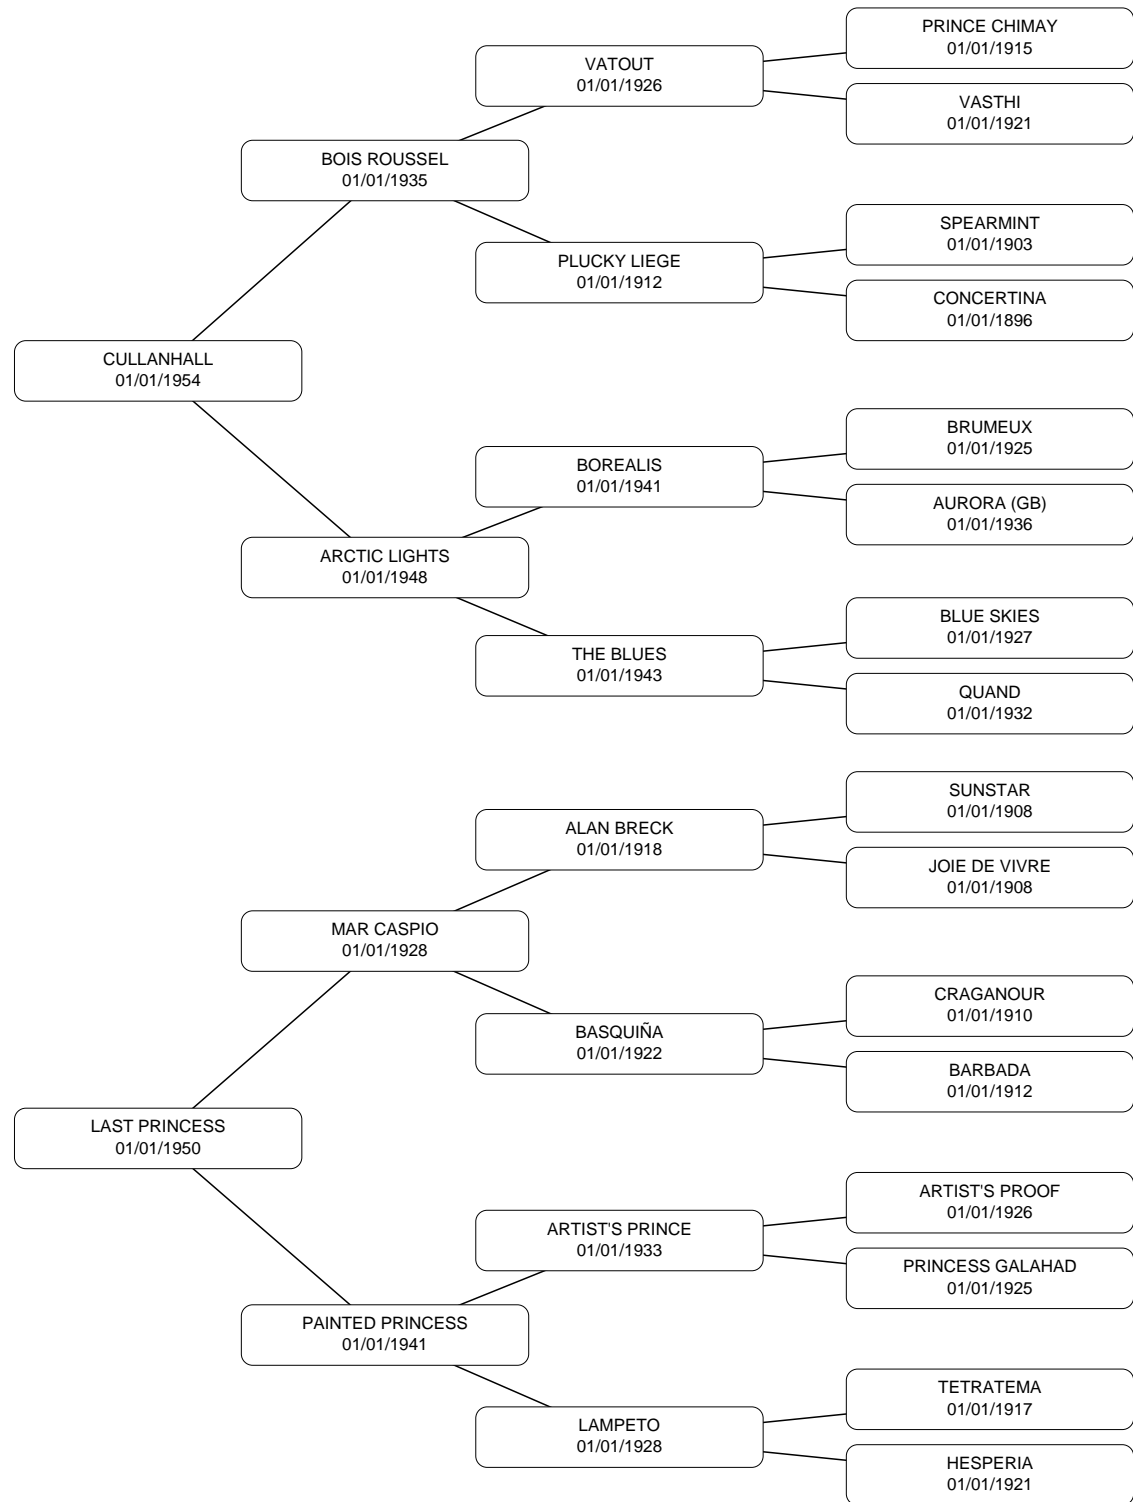 PRINCE CHIMAY
01/01/1915
VATOUT
01/01/1926
VASTHI
01/01/1921
BOIS ROUSSEL
01/01/1935
SPEARMINT
01/01/1903
PLUCKY LIEGE
01/01/1912
CONCERTINA
01/01/1896
CULLANHALL
01/01/1954
BRUMEUX
01/01/1925
BOREALIS
01/01/1941
AURORA (GB)
01/01/1936
ARCTIC LIGHTS
01/01/1948
BLUE SKIES
01/01/1927
THE BLUES
01/01/1943
QUAND
01/01/1932
SUNSTAR
01/01/1908
ALAN BRECK
01/01/1918
JOIE DE VIVRE
01/01/1908
MAR CASPIO
01/01/1928
CRAGANOUR
01/01/1910
BASQUIÑA
01/01/1922
BARBADA
01/01/1912
LAST PRINCESS
01/01/1950
ARTIST'S PROOF
01/01/1926
ARTIST'S PRINCE
01/01/1933
PRINCESS GALAHAD
01/01/1925
PAINTED PRINCESS
01/01/1941
TETRATEMA
01/01/1917
LAMPETO
01/01/1928
HESPERIA
01/01/1921